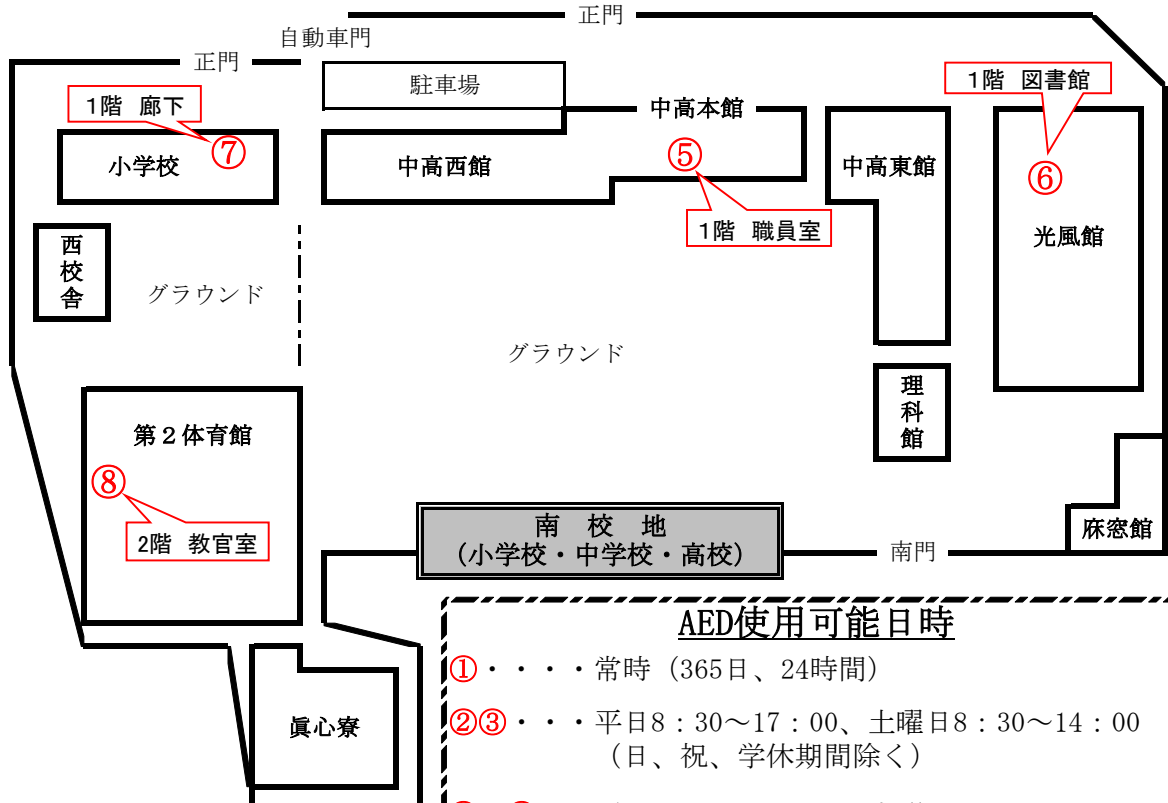 正門
自動車門
正門
駐車場
1階 図書館
1階 廊下
中高本館
⑦
小学校
中高西館
⑤
中高東館
⑥
1階 職員室
光風館
西校舎
グラウンド
グラウンド
理科館
第２体育館
⑧
2階 教官室
南 校 地
(小学校・中学校・高校)
南門
床窓館
AED使用可能日時
①・・・・常時（365日、24時間）
②③・・・平日8：30～17：00、土曜日8：30～14：00
（日、祝、学休期間除く）
眞心寮